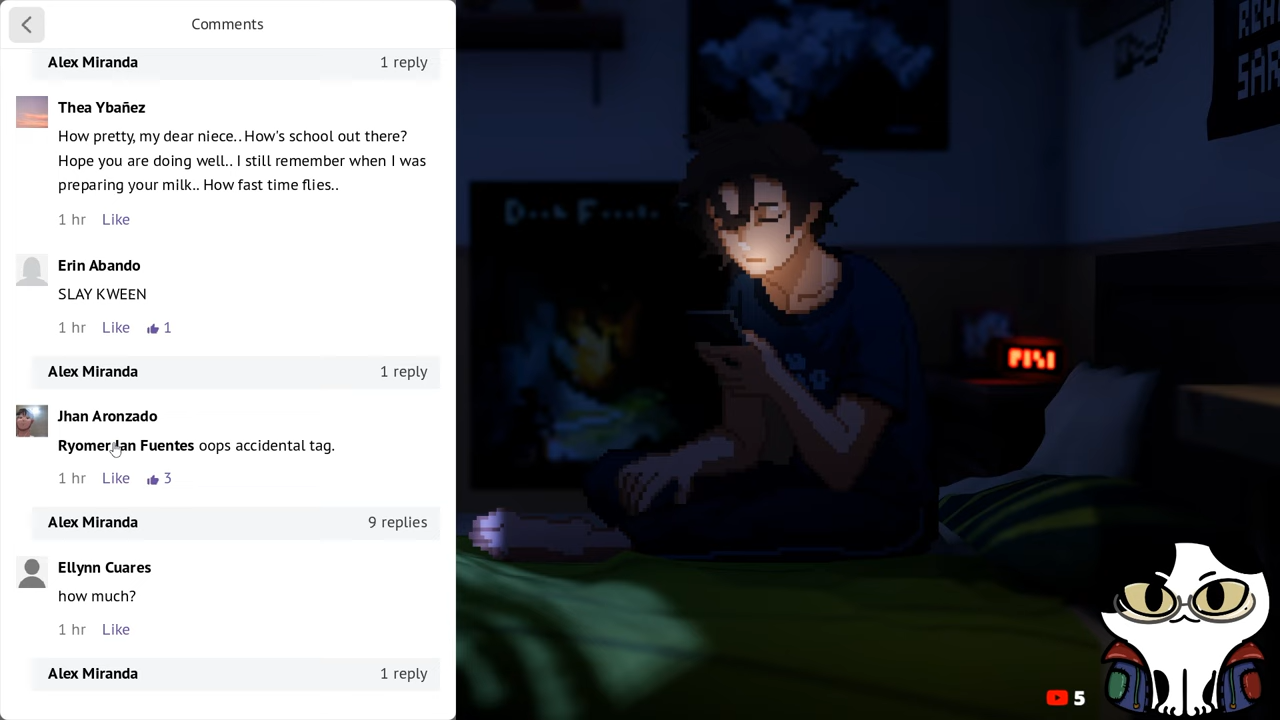 Comments
Alex Miranda 1 reply
Thea Ybañez
How pretty, my dear niece.. How's school out there?
Hope you are doing well.. I still remember when I was
preparing your milk.. How fast time flies..
1 hr Like
Erin Abando
SLAY KWEEN
1 hr Like 1
Alex Miranda 1 reply
Jhan Aronzado
Ryomer Ian Fuentes oops accidental tag.
1 hr Like 3
Alex Miranda 9 replies
Ellynn Cuares
how much?
1 hr Like
Alex Miranda 1 reply
5